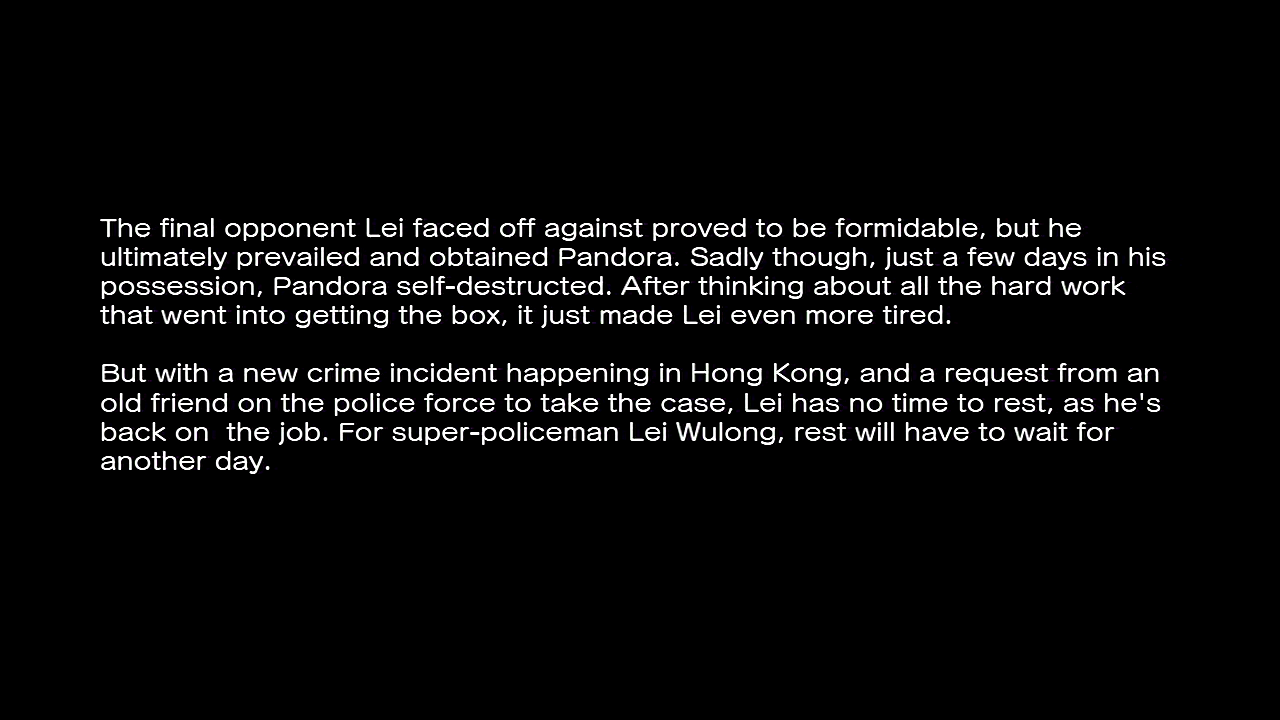 The final opponent Lei faced off against proved to be formidable, but he
ultimately prevailed and obtained Pandora. Sadly though, just a few days in his
possession, Pandora self-destructed. After thinking about all the hard work
that went into getting the box, it just made Lei even more tired.
But with a new crime incident happening in Hong Kong, and a request from an
old friend on the police force to take the case, Lei has no time to rest, as he's
back on  the job. For super-policeman Lei Wulong, rest will have to wait for
another day.